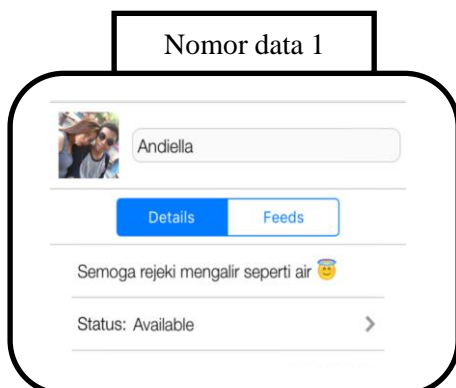 Nomor data 1
Andiella
Details Feeds
Semoga rejeki mengalir seperti air 😇
Status: Available